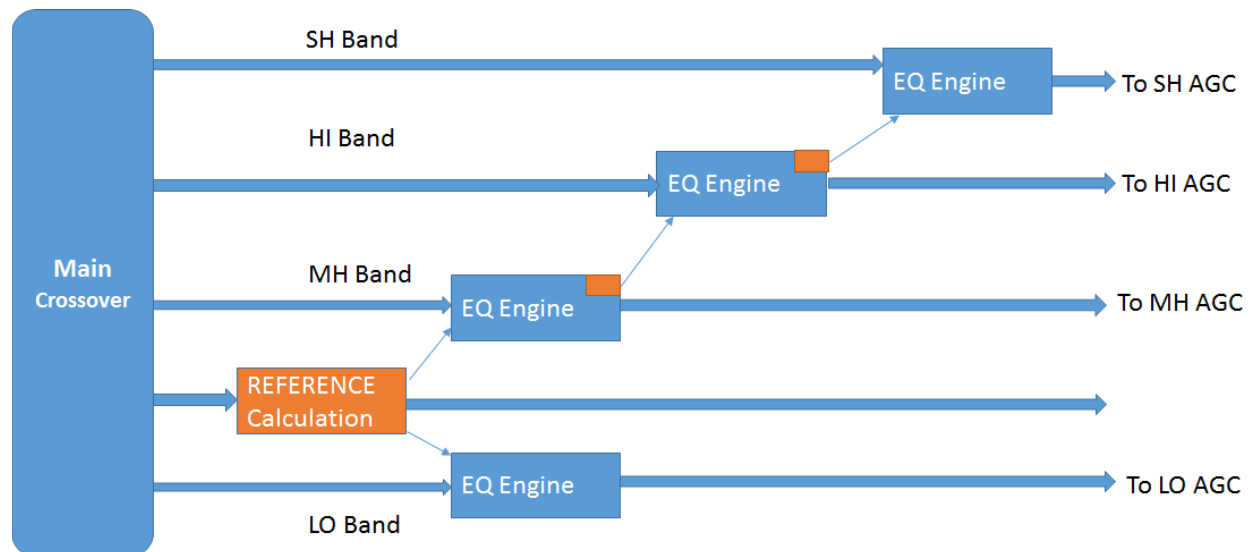 SH Band
EQ Engine
To SH AGC
HI Band
EQ Engine
To HI AGC
Main
Crossover
MH Band
EQ Engine
To MH AGC
REFERENCE
Calculation
EQ Engine
To LO AGC
LO Band